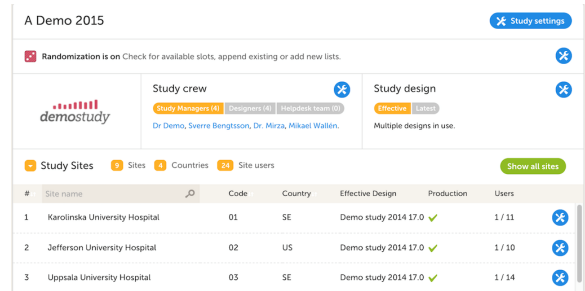 A Demo 2015
Study settings
Randomization is on Check for available slots, append existing or add new lists.
demostudy
Study crew
Study Managers (4) Designers (4) Helpdesk team (0)
Dr Demo, Sverre Bengtsson, Dr. Mirza, Mikael Wallén.
Study design
Effective Latest
Multiple designs in use.
Study Sites 9 Sites 4 Countries 24 Site users
Show all sites
# Site name Code Country Effective Design Production Users
1 Karolinska University Hospital 01 SE Demo study 2014 17.0 1 / 11
2 Jefferson University Hospital 02 US Demo study 2014 17.0 1 / 10
3 Uppsala University Hospital 03 SE Demo study 2014 17.0 1 / 14